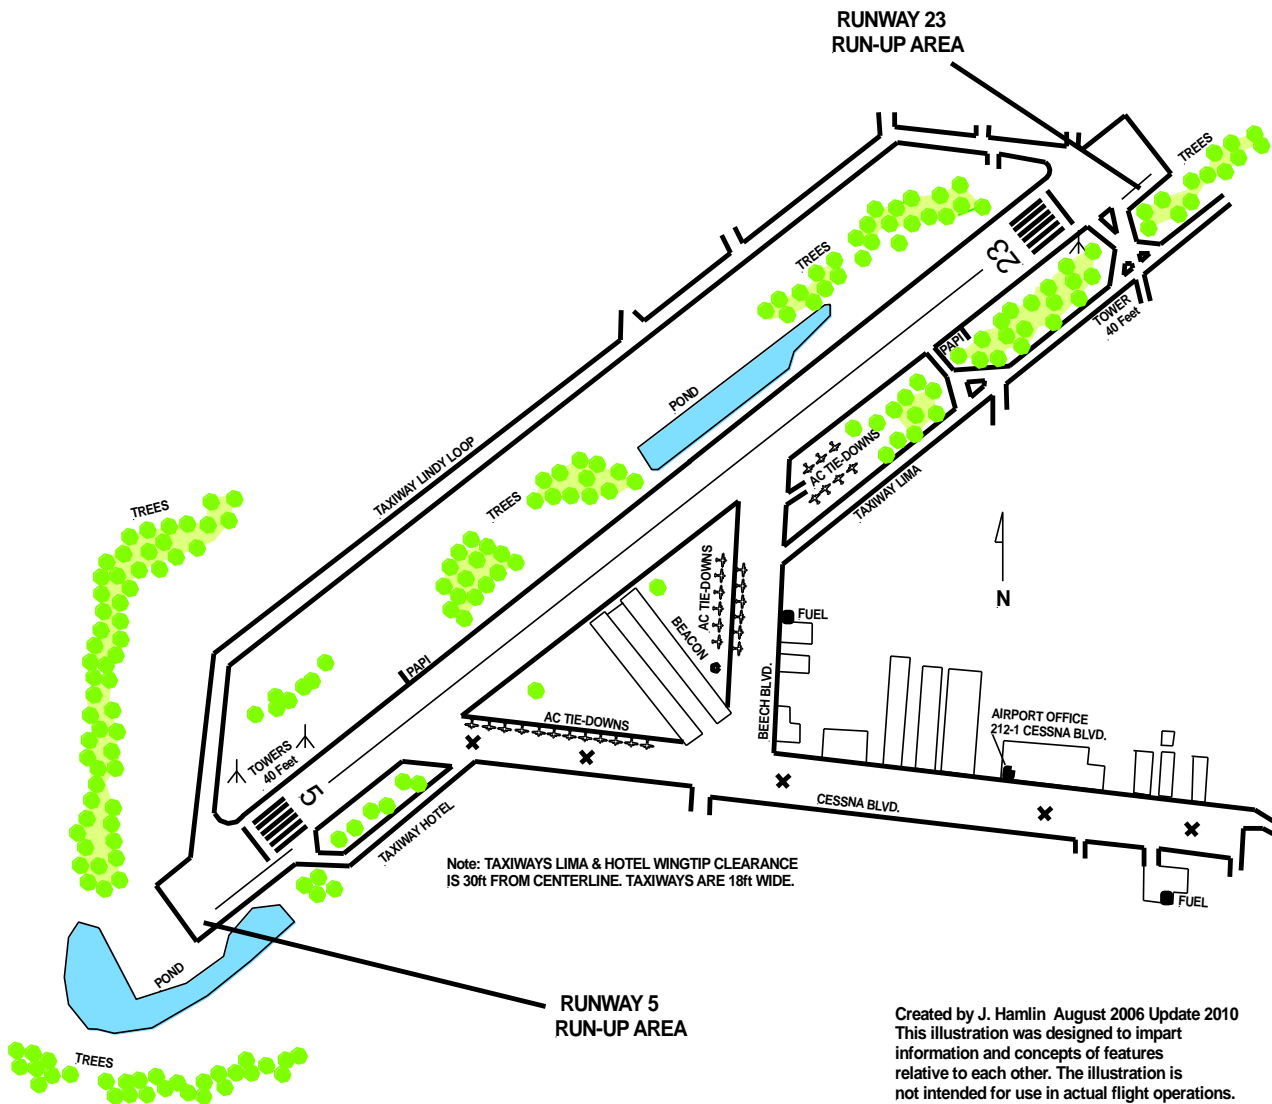 RUNWAY 23
RUN-UP AREA
TREES
TREES
23
TOWER
40 Feet
PAPI
POND
AC TIE-DOWNS
TAXIWAY LINDY LOOP
TAXIWAY LIMA
TREES
TREES
N
AC TIE-DOWNS
BEACON
FUEL
PAPI
BEECH BLVD.
AC TIE-DOWNS
AIRPORT OFFICE
212-1 CESSNA BLVD.
TOWERS
40 Feet
5
CESSNA BLVD.
TAXIWAY HOTEL
Note: TAXIWAYS LIMA & HOTEL WINGTIP CLEARANCE
IS 30ft FROM CENTERLINE. TAXIWAYS ARE 18ft WIDE.
FUEL
POND
RUNWAY 5
RUN-UP AREA
TREES
Created by J. Hamlin August 2006 Update 2010
This illustration was designed to impart
information and concepts of features
relative to each other. The illustration is
not intended for use in actual flight operations.